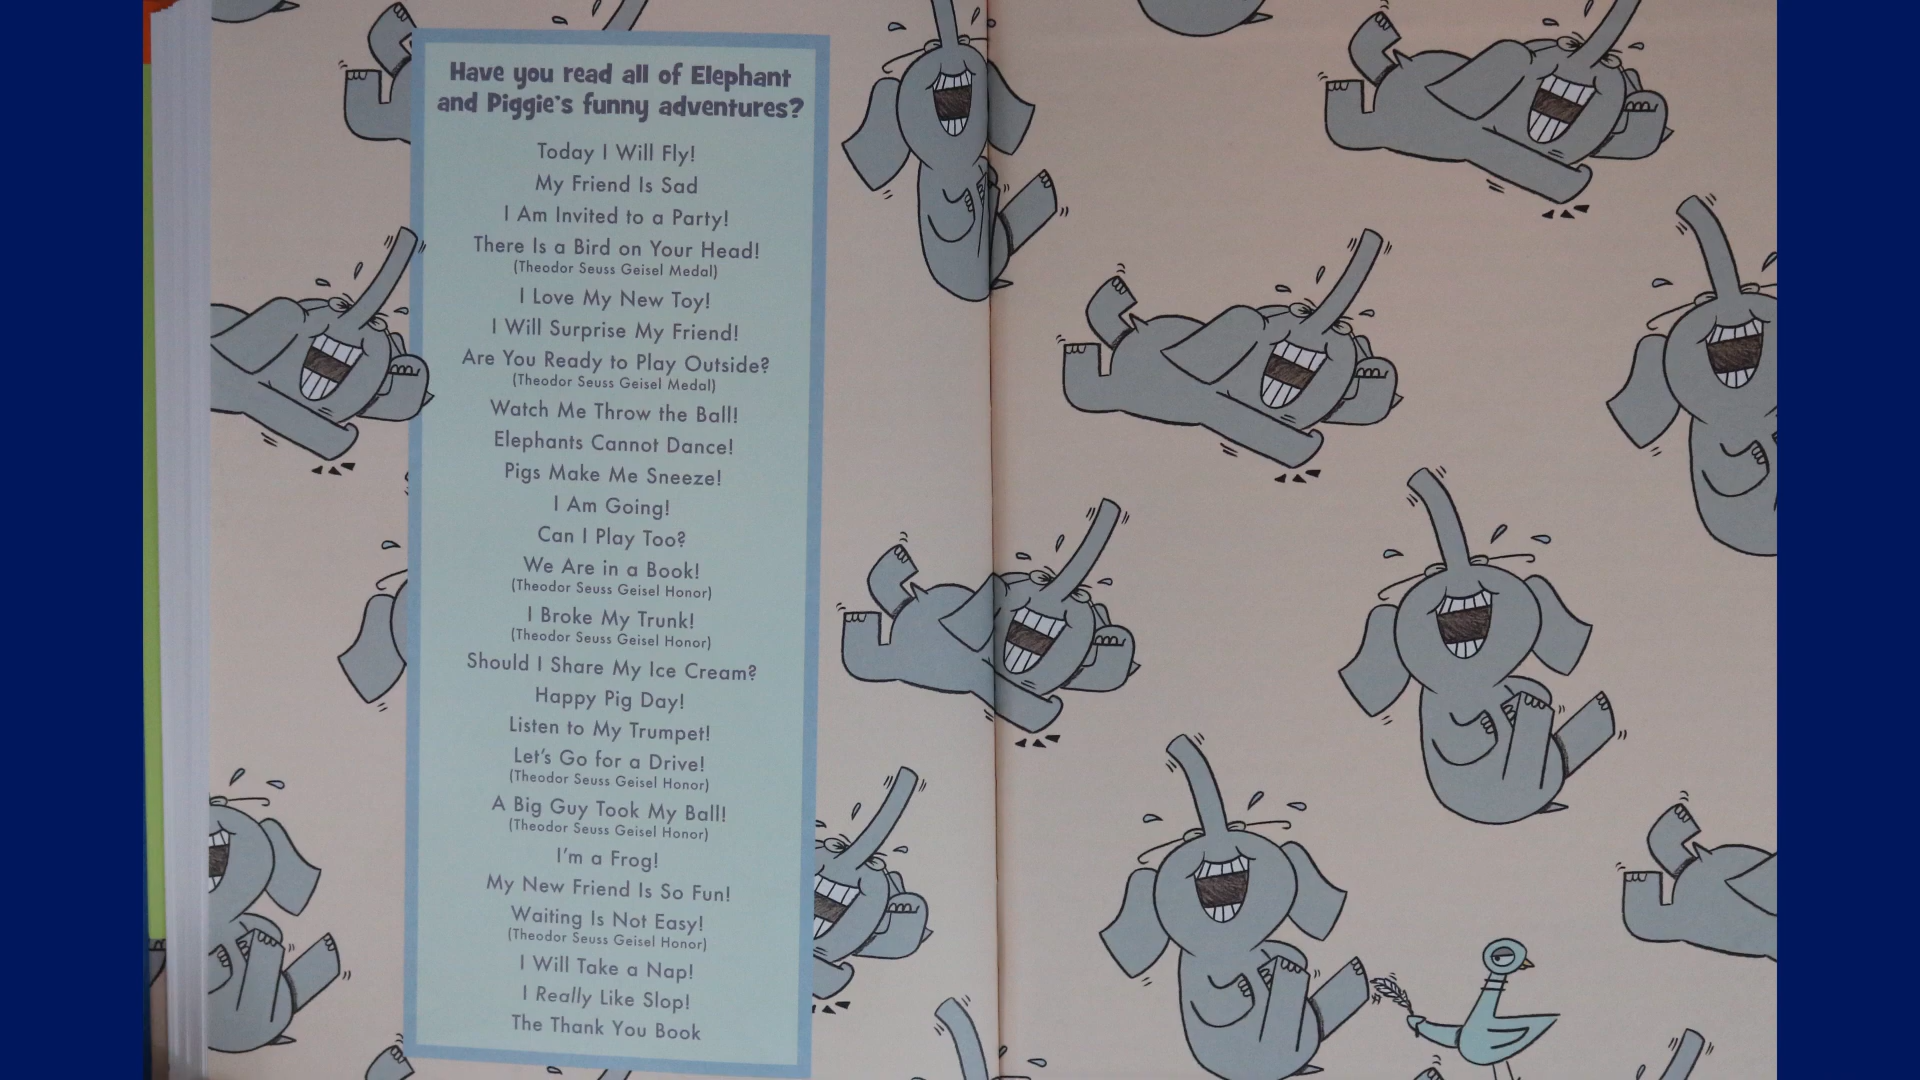 Have you read all of Elephant
and Piggie's funny adventures?
Today I Will Fly!
My Friend Is Sad
I Am Invited to a Party!
There Is a Bird on Your Head!
(Theodor Seuss Geisel Medal)
I Love My New Toy!
I Will Surprise My Friend!
Are You Ready to Play Outside?
(Theodor Seuss Geisel Medal)
Watch Me Throw the Ball!
Elephants Cannot Dance!
Pigs Make Me Sneeze!
I Am Going!
Can I Play Too?
We Are in a Book!
(Theodor Seuss Geisel Honor)
I Broke My Trunk!
(Theodor Seuss Geisel Honor)
Should I Share My Ice Cream?
Happy Pig Day!
Listen to My Trumpet!
Let's Go for a Drive!
(Theodor Seuss Geisel Honor)
A Big Guy Took My Ball!
(Theodor Seuss Geisel Honor)
I'm a Frog!
My New Friend Is So Fun!
Waiting Is Not Easy!
(Theodor Seuss Geisel Honor)
I Will Take a Nap!
I Really Like Slop!
The Thank You Book